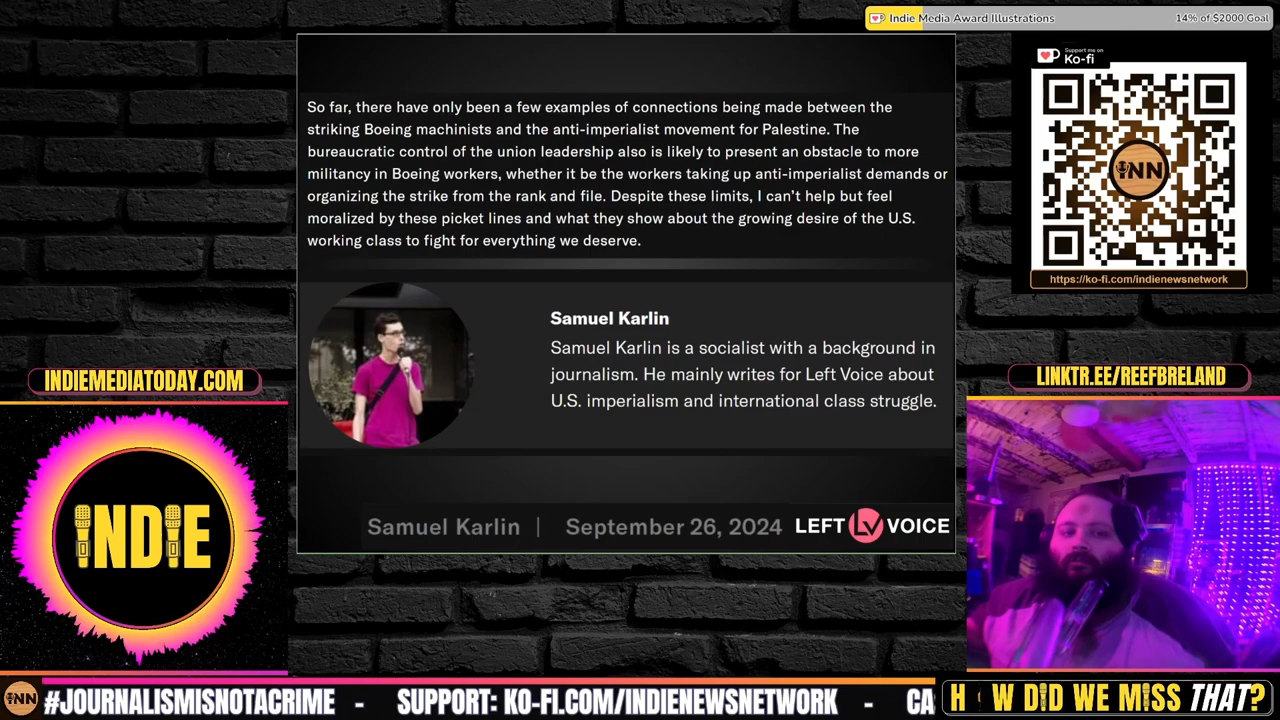 Indie Media Award Illustrations
14% of $2000 Goal
Support me on
Ko-fi
iNN
https://ko-fi.com/indienewsnetwork
So far, there have only been a few examples of connections being made between the
striking Boeing machinists and the anti-imperialist movement for Palestine. The
bureaucratic control of the union leadership also is likely to present an obstacle to more
militancy in Boeing workers, whether it be the workers taking up anti-imperialist demands or
organizing the strike from the rank and file. Despite these limits, I can't help but feel
moralized by these picket lines and what they show about the growing desire of the U.S.
working class to fight for everything we deserve.
Samuel Karlin
Samuel Karlin is a socialist with a background in
journalism. He mainly writes for Left Voice about
U.S. imperialism and international class struggle.
Samuel Karlin | September 26, 2024
LEFT LV VOICE
INDIEMEDIATODAY.COM
INDIE
LINKTR.EE/REEFBRELAND
iNN
#JOURNALISMISNOTACRIME - SUPPORT: KO-FI.COM/INDIENEWSNETWORK - CA
H W DID WE MISS THAT?